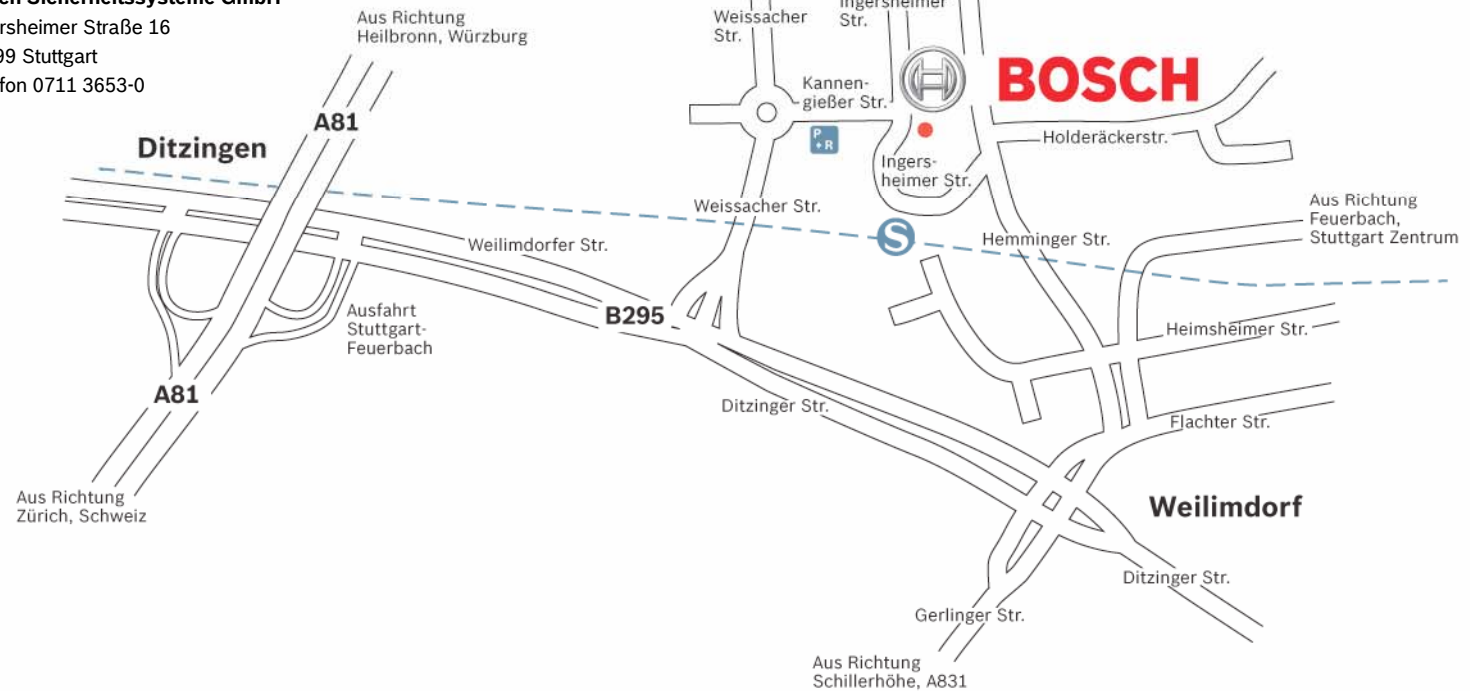 Sicherheitssysteme GmbH
rsheimer Straße 16
99 Stuttgart
fon 0711 3653-0
Aus Richtung
Heilbronn, Würzburg
Weissacher
Str.
Ingersheimer
Str.
BOSCH
Kannen-
gießer Str.
P
+R
A81
Ditzingen
Holderäckerstr.
Ingers-
heimer Str.
Weissacher Str.
Aus Richtung
Feuerbach,
Stuttgart Zentrum
S
Hemminger Str.
Weilimdorfer Str.
Ausfahrt
Stuttgart-
Feuerbach
B295
Heimsheimer Str.
A81
Ditzinger Str.
Flachter Str.
Aus Richtung
Zürich, Schweiz
Weilimdorf
Ditzinger Str.
Gerlinger Str.
Aus Richtung
Schillerhöhe, A831